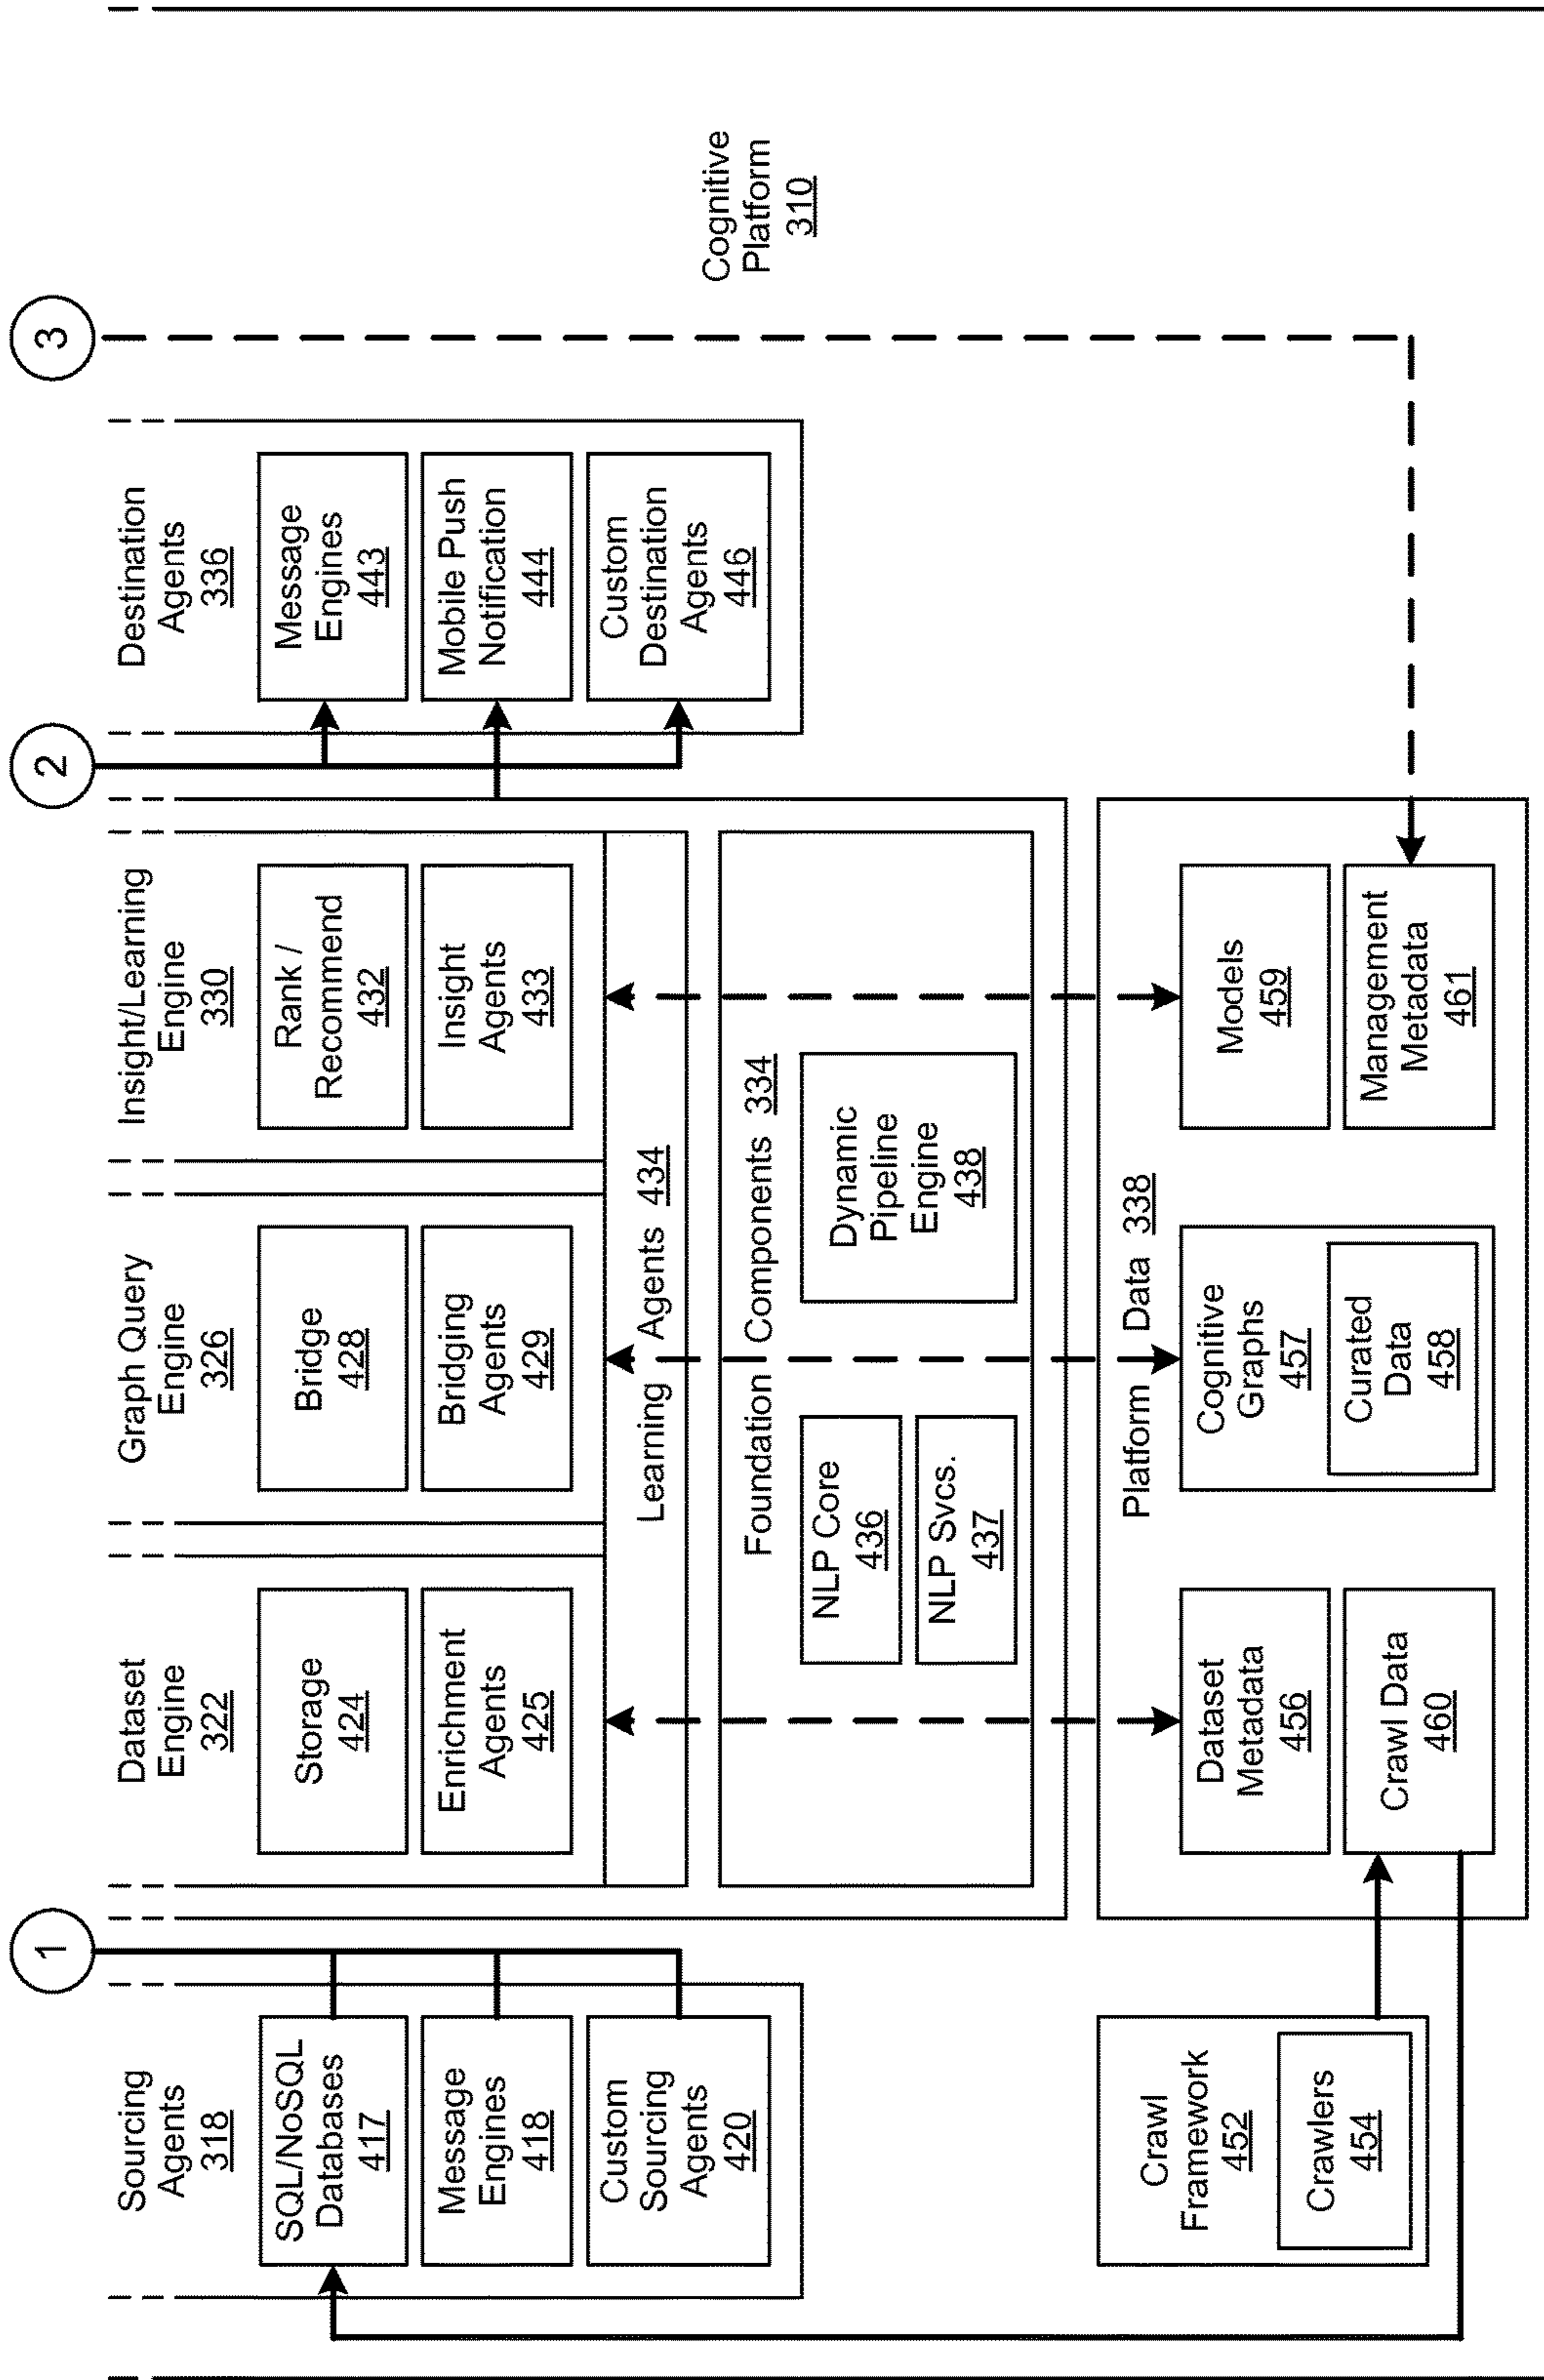 1
2
3
Sourcing
Agents
318
SQL/NoSQL
Databases
417
Message
Engines
418
Custom
Sourcing
Agents
420
Dataset
Engine
322
Storage
424
Enrichment
Agents
425
Graph Query
Engine
326
Bridge
428
Bridging
Agents
429
Insight/Learning
Engine
330
Rank /
Recommend
432
Insight
Agents
433
Learning Agents 434
Foundation Components 334
NLP Core
436
NLP Svcs.
437
Dynamic
Pipeline
Engine
438
Destination
Agents
336
Message
Engines
443
Mobile Push
Notification
444
Custom
Destination
Agents
446
Cognitive
Platform
310
Crawl
Framework
452
Crawlers
454
Platform Data 338
Dataset
Metadata
456
Crawl Data
460
Cognitive
Graphs
457
Curated
Data
458
Models
459
Management
Metadata
461